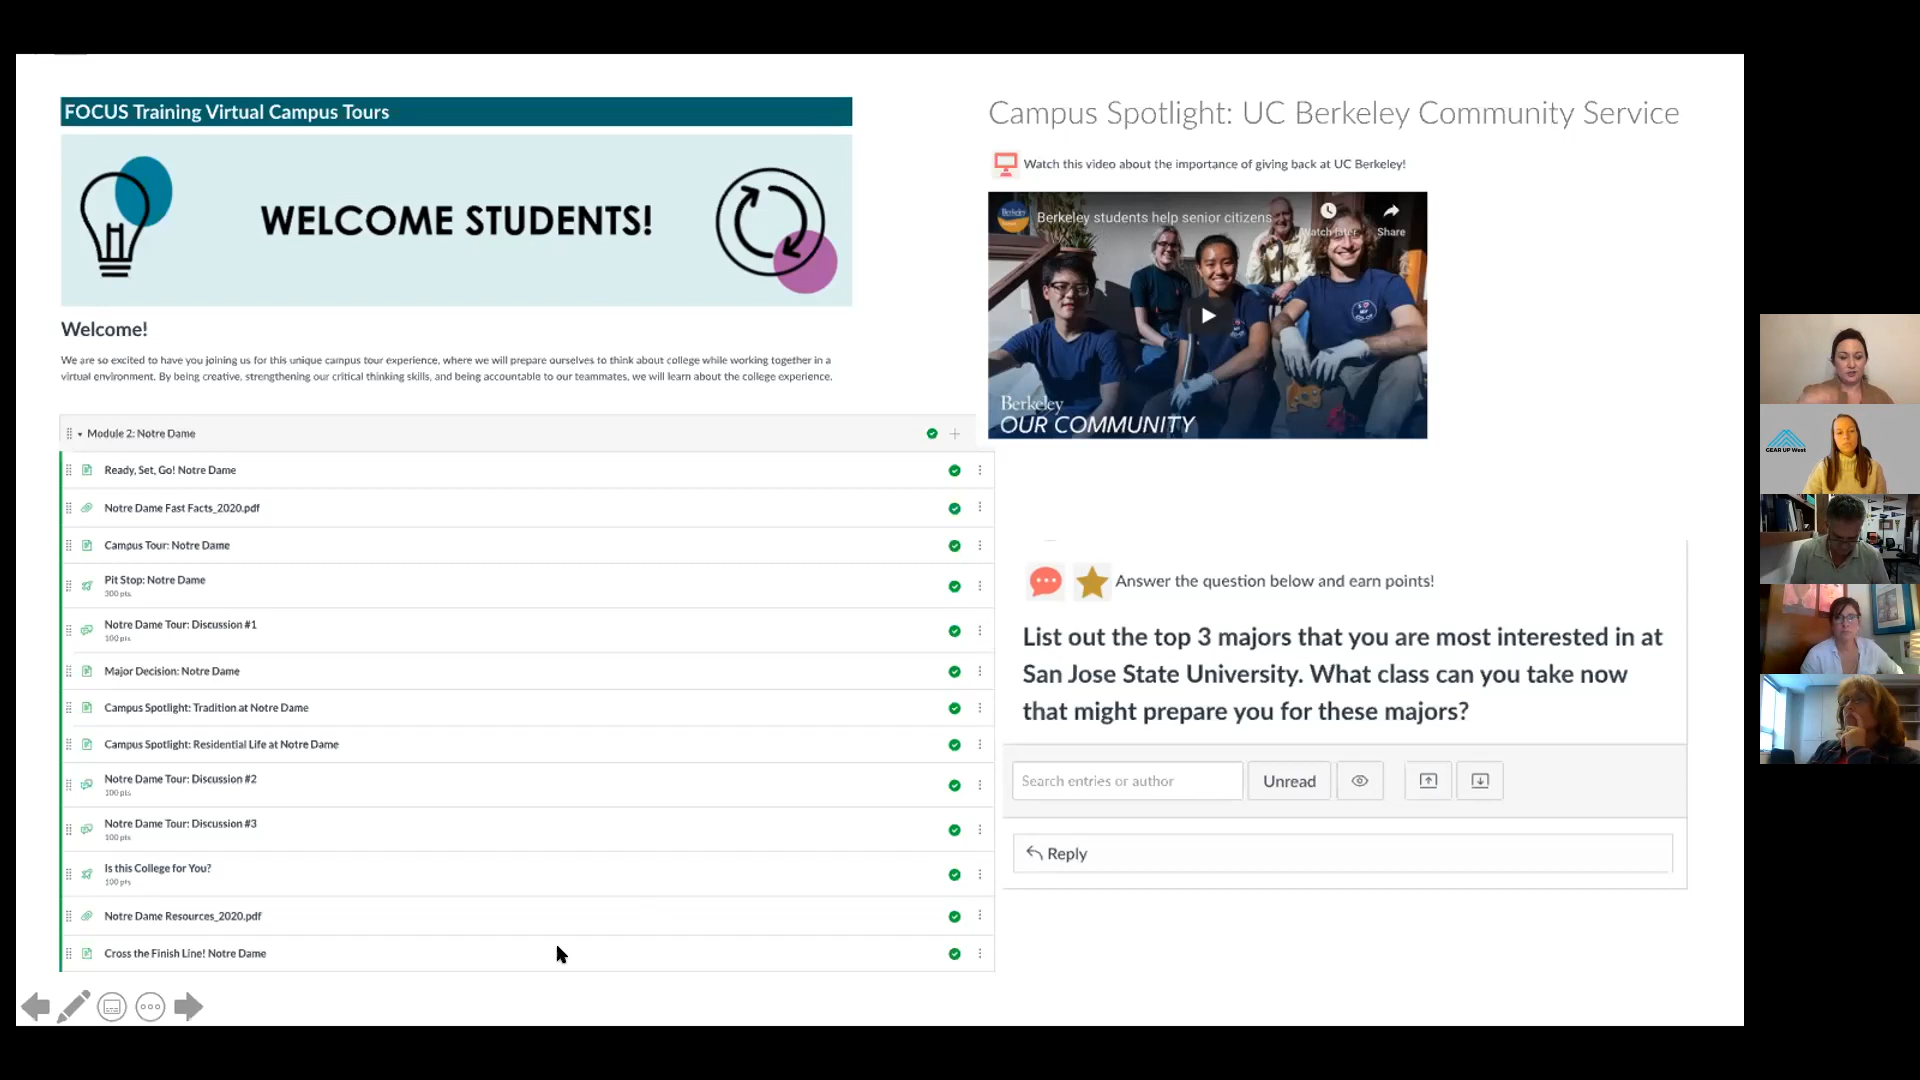 FOCUS Training Virtual Campus Tours
WELCOME STUDENTS!
Welcome!
We are so excited to have you joining us for this unique campus tour experience, where we will prepare ourselves to think about college while working together in a
virtual environment. By being creative, strengthening our critical thinking skills, and being accountable to our teammates, we will learn about the college experience.
Module 2: Notre Dame
Ready, Set, Go! Notre Dame
Notre Dame Fast Facts_2020.pdf
Campus Tour: Notre Dame
Pit Stop: Notre Dame
300 pts
Notre Dame Tour: Discussion #1
100 pts
Major Decision: Notre Dame
Campus Spotlight: Tradition at Notre Dame
Campus Spotlight: Residential Life at Notre Dame
Notre Dame Tour: Discussion #2
100 pts
Notre Dame Tour: Discussion #3
100 pts
Is this College for You?
100 pts
Notre Dame Resources_2020.pdf
Cross the Finish Line! Notre Dame
Campus Spotlight: UC Berkeley Community Service
Watch this video about the importance of giving back at UC Berkeley!
Berkeley
Berkeley students help senior citizens
Watch later
Share
Berkeley
OUR COMMUNITY
Answer the question below and earn points!
List out the top 3 majors that you are most interested in at
San Jose State University. What class can you take now
that might prepare you for these majors?
Search entries or author
Unread
Reply
GEAR UP West